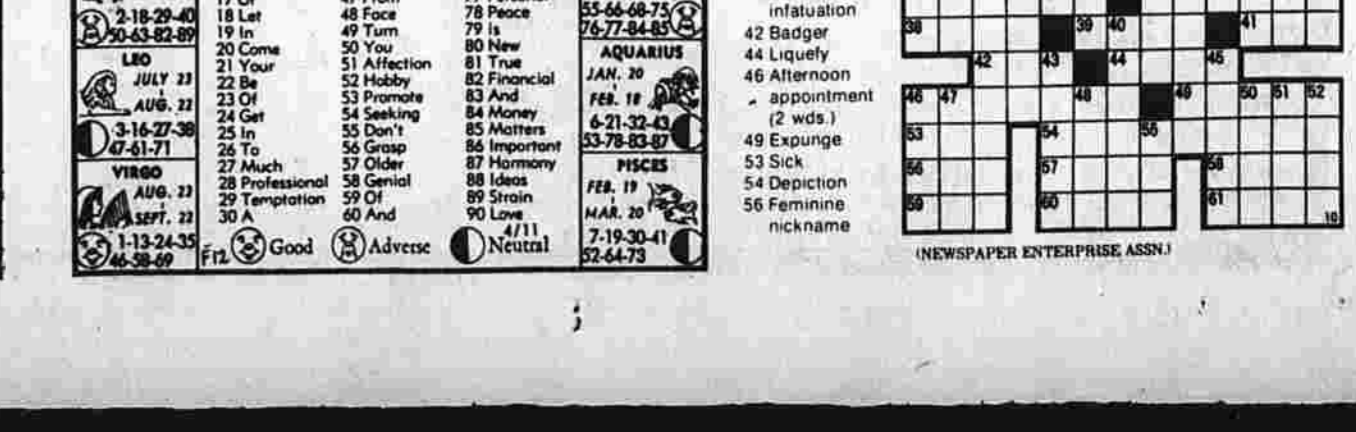 2-18-29-40
50-63-82-89
LEO
JULY 23
AUG. 22
3-16-27-38
47-61-71
VIRGO
AUG. 23
SEPT. 22
1-13-24-35
46-58-69
18 Let
19 In
20 Come
21 Your
22 Be
23 Of
24 Get
25 In
26 To
27 Much
28 Professional
29 Temptation
30 A
48 Face
49 Turn
50 You
51 Affection
52 Hobby
53 Promote
54 Seeking
55 Don't
56 Grasp
57 Older
58 Genial
59 Of
60 And
78 Peace
79 Is
80 New
81 True
82 Financial
83 And
84 Money
85 Matters
86 Important
87 Harmony
88 Ideas
89 Strain
90 Love
4/11
Good
Adverse
Neutral
55-66-68-75
76-77-84-85
AQUARIUS
JAN. 20
FEB. 18
6-21-32-43
53-78-83-87
PISCES
FEB. 19
MAR. 20
7-19-30-41
52-64-73
infatuation
42 Badger
44 Liquefy
46 Afternoon
appointment
(2 wds.)
49 Expunge
53 Sick
54 Depiction
56 Feminine
nickname
38 39 40 41
42 43 44 45
46 47 48 49 50 51 52
53 54 55
56 57 58
59 60 61
10
(NEWSPAPER ENTERPRISE ASSN.)